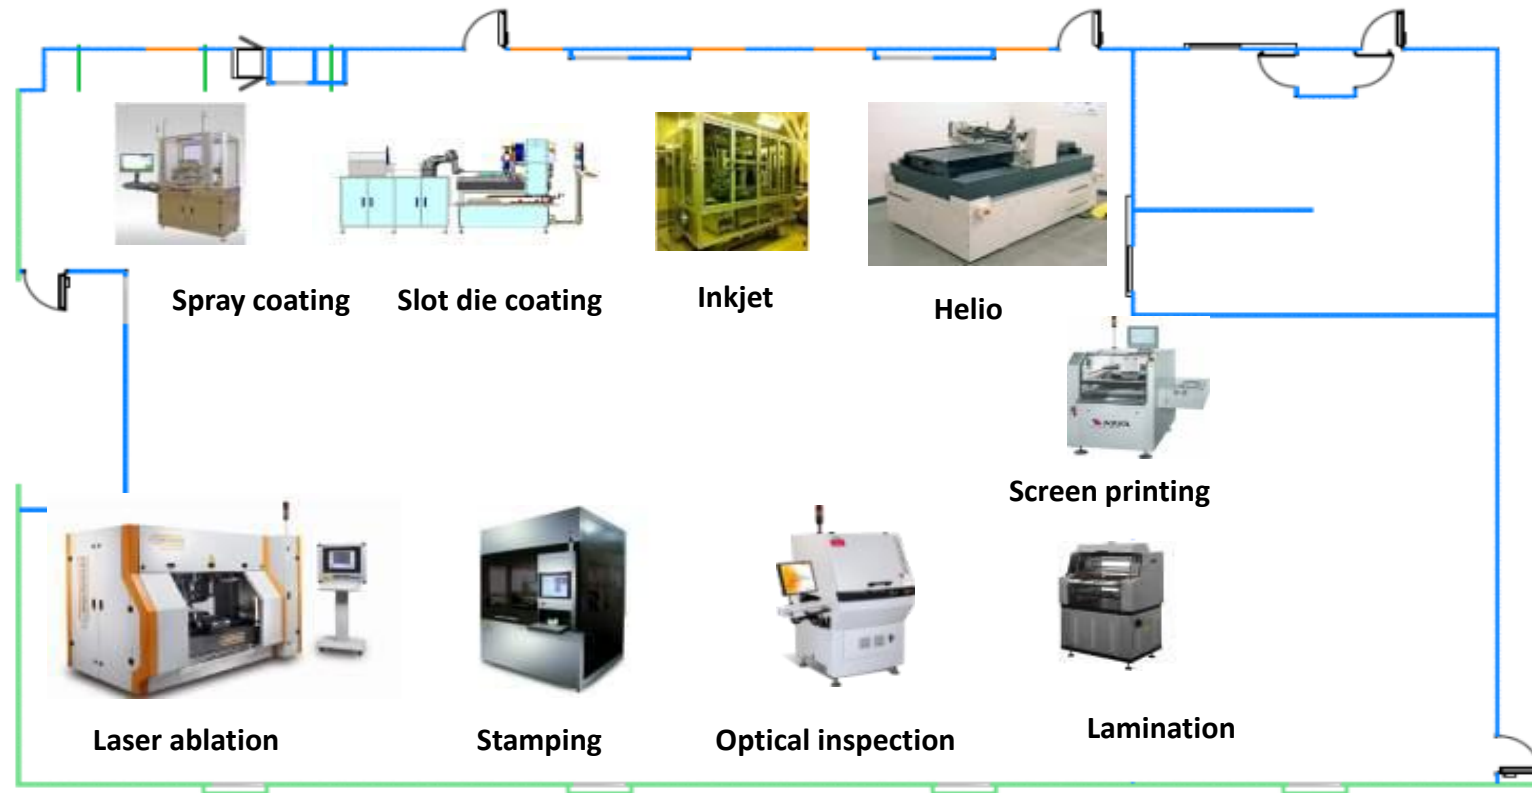 Spray coating
Slot die coating
Inkjet
Helio
Screen printing
Laser ablation
Stamping
Optical inspection
Lamination